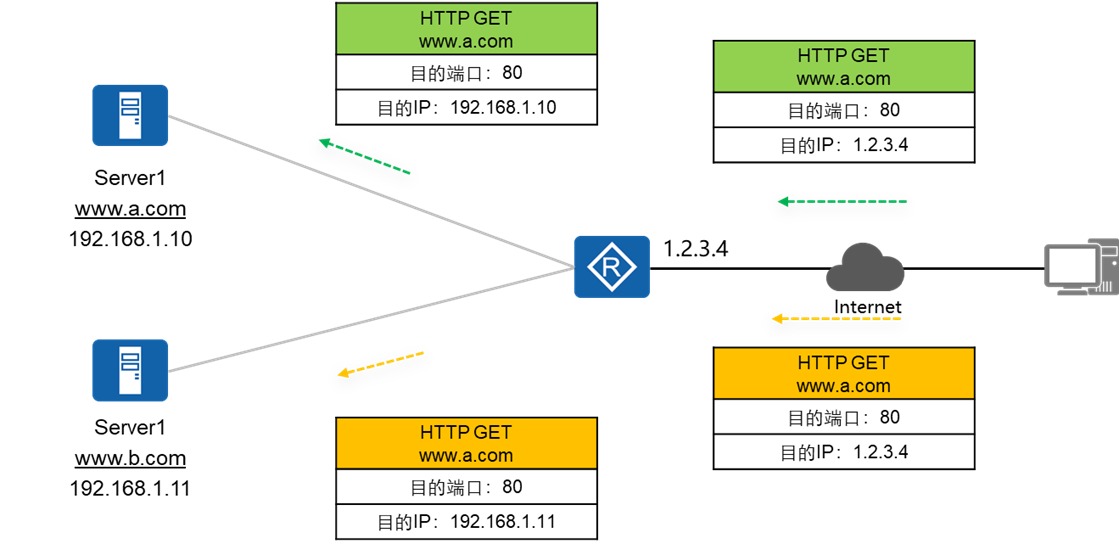 HTTP GET
www.a.com
目的端口：80
目的IP：192.168.1.10
HTTP GET
www.a.com
目的端口：80
目的IP：1.2.3.4
Server1
www.a.com
192.168.1.10
R
1.2.3.4
Internet
Server1
www.b.com
192.168.1.11
HTTP GET
www.a.com
目的端口：80
目的IP：192.168.1.11
HTTP GET
www.a.com
目的端口：80
目的IP：1.2.3.4